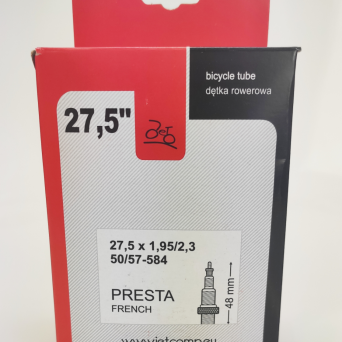 bicycle tube
dętka rowerowa
27,5"
27,5 x 1,95/2,3
50/57-584
PRESTA
FRENCH
48 mm